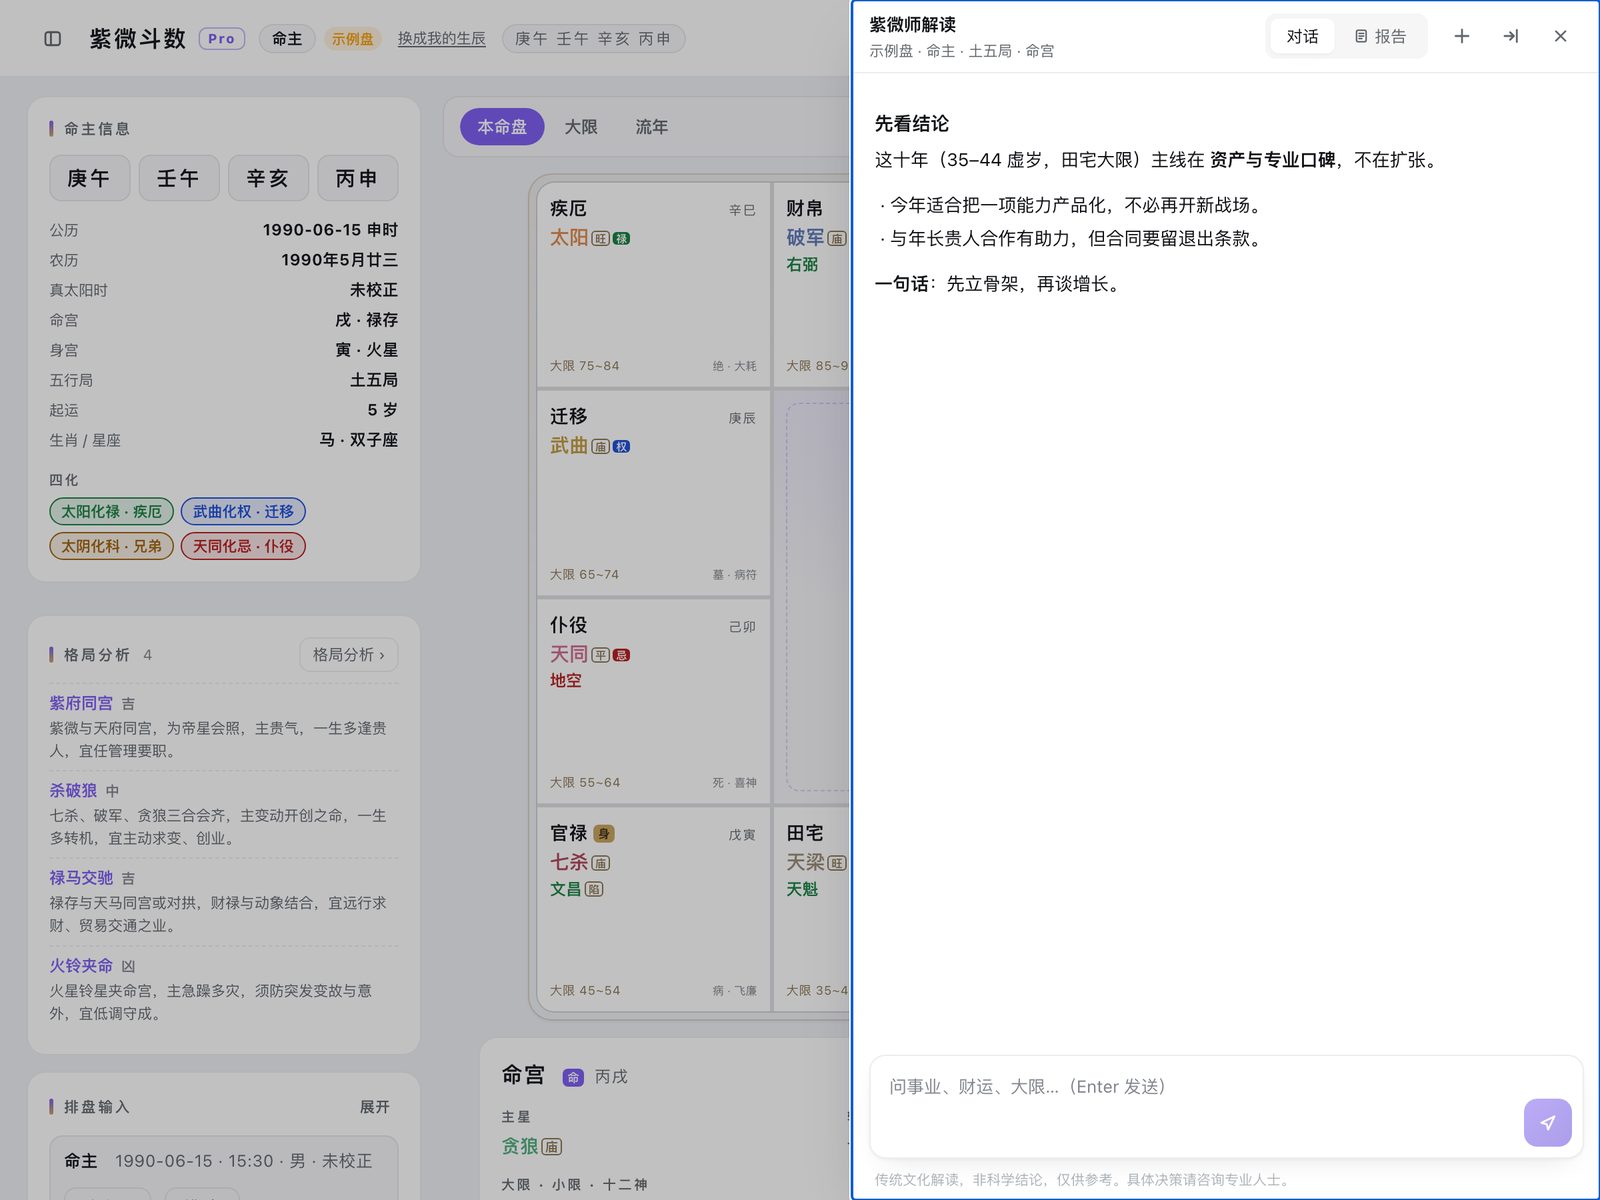 紫微斗数 Pro 命主 示例盘 换成我的生辰 庚午 壬午 辛亥 丙申
命主信息
庚午 壬午 辛亥 丙申
公历 1990-06-15 申时
农历 1990年5月廿三
真太阳时 未校正
命宫 戌 · 禄存
身宫 寅 · 火星
五行局 土五局
起运 5 岁
生肖 / 星座 马 · 双子座
四化
太阳化禄 · 疾厄 武曲化权 · 迁移
太阴化科 · 兄弟 天同化忌 · 仆役
格局分析 4 格局分析 ›
紫府同宫 吉
紫微与天府同宫，为帝星会照，主贵气，一生多逢贵
人，宜任管理要职。
杀破狼 中
七杀、破军、贪狼三合会齐，主变动开创之命，一生
多转机，宜主动求变、创业。
禄马交驰 吉
禄存与天马同宫或对拱，财禄与动象结合，宜远行求
财、贸易交通之业。
火铃夹命 凶
火星铃星夹命宫，主急躁多灾，须防突发变故与意
外，宜低调守成。
排盘输入 展开
命主 1990-06-15 · 15:30 · 男 · 未校正
本命盘 大限 流年
疾厄 辛巳
太阳 旺 禄
大限 75~84 绝 · 大耗
财帛
破军 庙
右弼
大限 85~9
迁移 庚辰
武曲 庙 权
大限 65~74 墓 · 病符
仆役 己卯
天同 平 忌
地空
大限 55~64 死 · 喜神
官禄 身 戊寅
七杀 庙
文昌 陷
大限 45~54 病 · 飞廉
田宅
天梁 旺
天魁
大限 35~4
命宫 命 丙戌
主星
贪狼 庙
大限 · 小限 · 十二神
紫微师解读
示例盘 · 命主 · 土五局 · 命宫
对话 报告
先看结论
这十年（35–44 虚岁，田宅大限）主线在 资产与专业口碑，不在扩张。
· 今年适合把一项能力产品化，不必再开新战场。
· 与年长贵人合作有助力，但合同要留退出条款。
一句话：先立骨架，再谈增长。
问事业、财运、大限...（Enter 发送）
传统文化解读，非科学结论，仅供参考。具体决策请咨询专业人士。